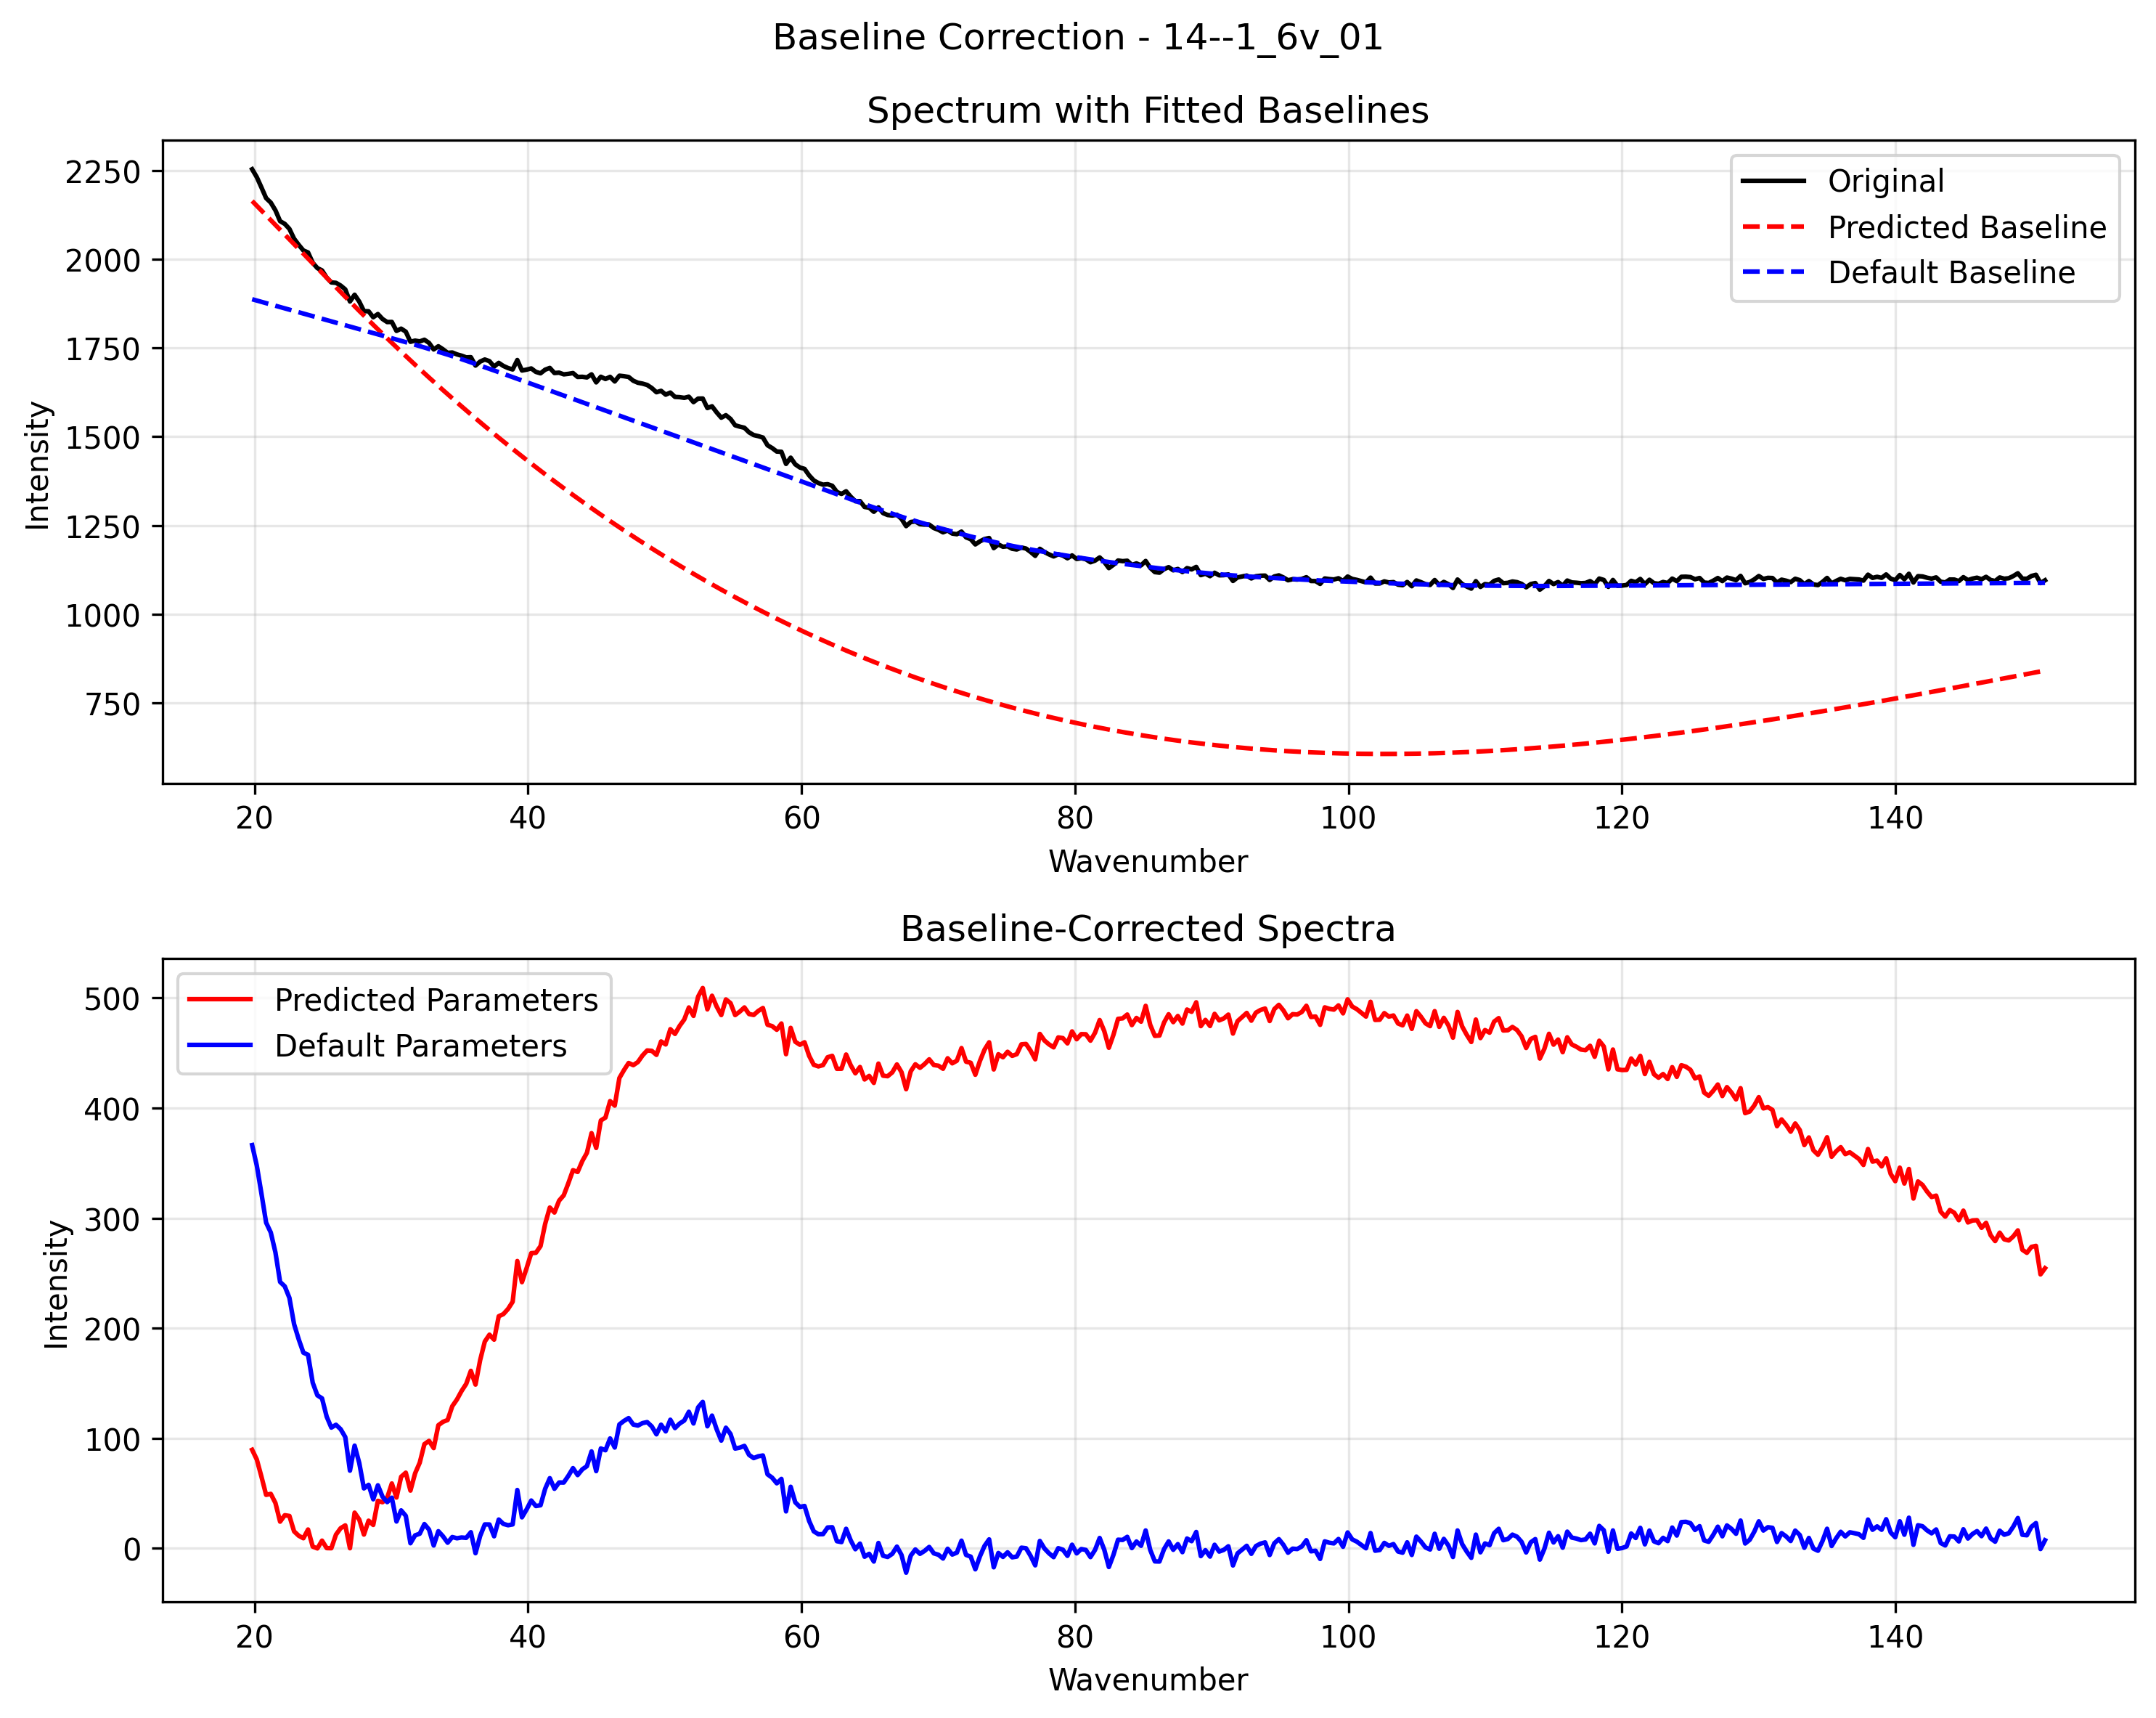 Baseline Correction - 14--1_6v_01
Spectrum with Fitted Baselines
2250
2000
1750
1500
1250
1000
750
Intensity
Original
Predicted Baseline
Default Baseline
20 40 60 80 100 120 140
Wavenumber
Baseline-Corrected Spectra
500
400
300
200
100
0
Intensity
Predicted Parameters
Default Parameters
20 40 60 80 100 120 140
Wavenumber